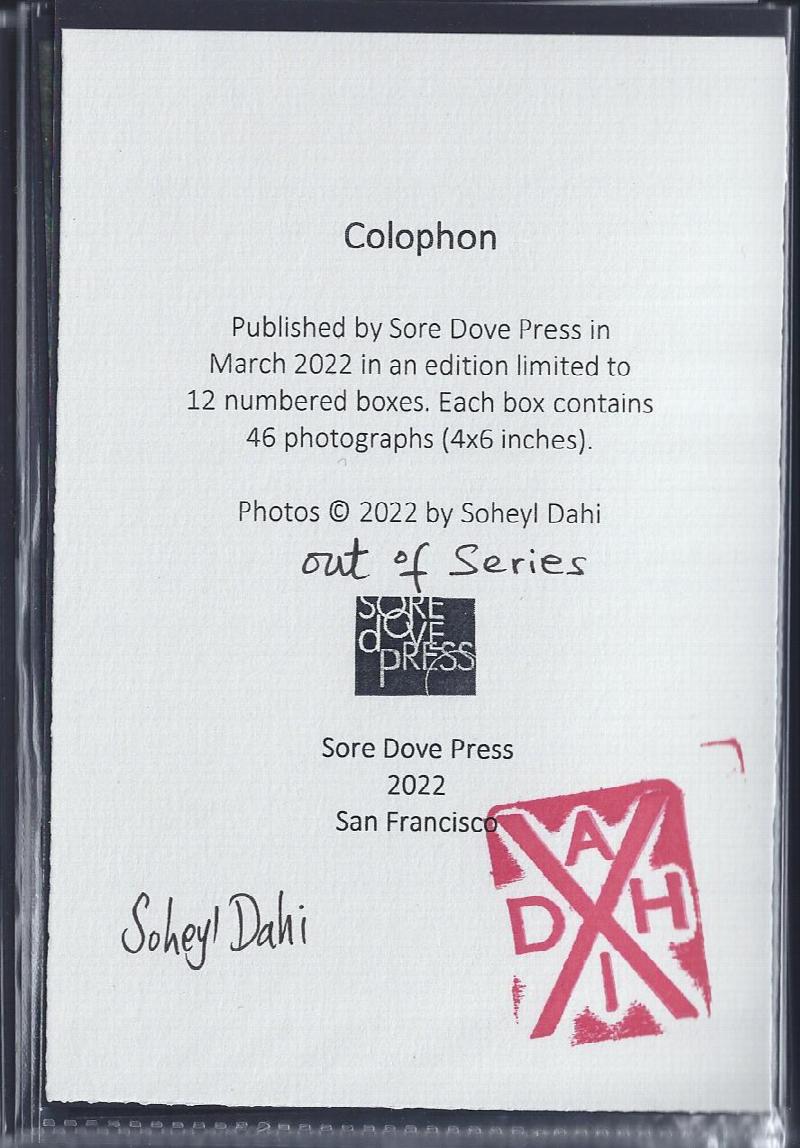 Colophon
Published by Sore Dove Press in
March 2022 in an edition limited to
12 numbered boxes. Each box contains
46 photographs (4x6 inches).
Photos © 2022 by Soheyl Dahi
out of Series
SORE
dOVE
pRESS
Sore Dove Press
2022
San Francisco
Soheyl Dahi
A
D H
I